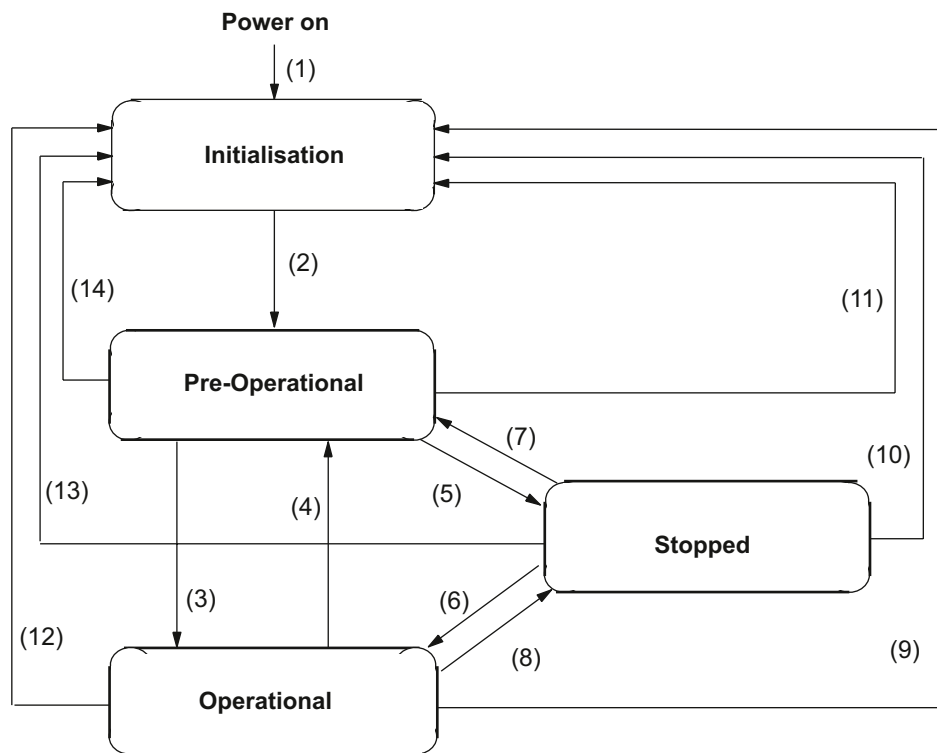 Power on
(1)
Initialisation
(2)
(14)
(11)
Pre-Operational
(7)
(10)
(13)
(4)
(5)
Stopped
(3)
(6)
(12)
(8)
(9)
Operational